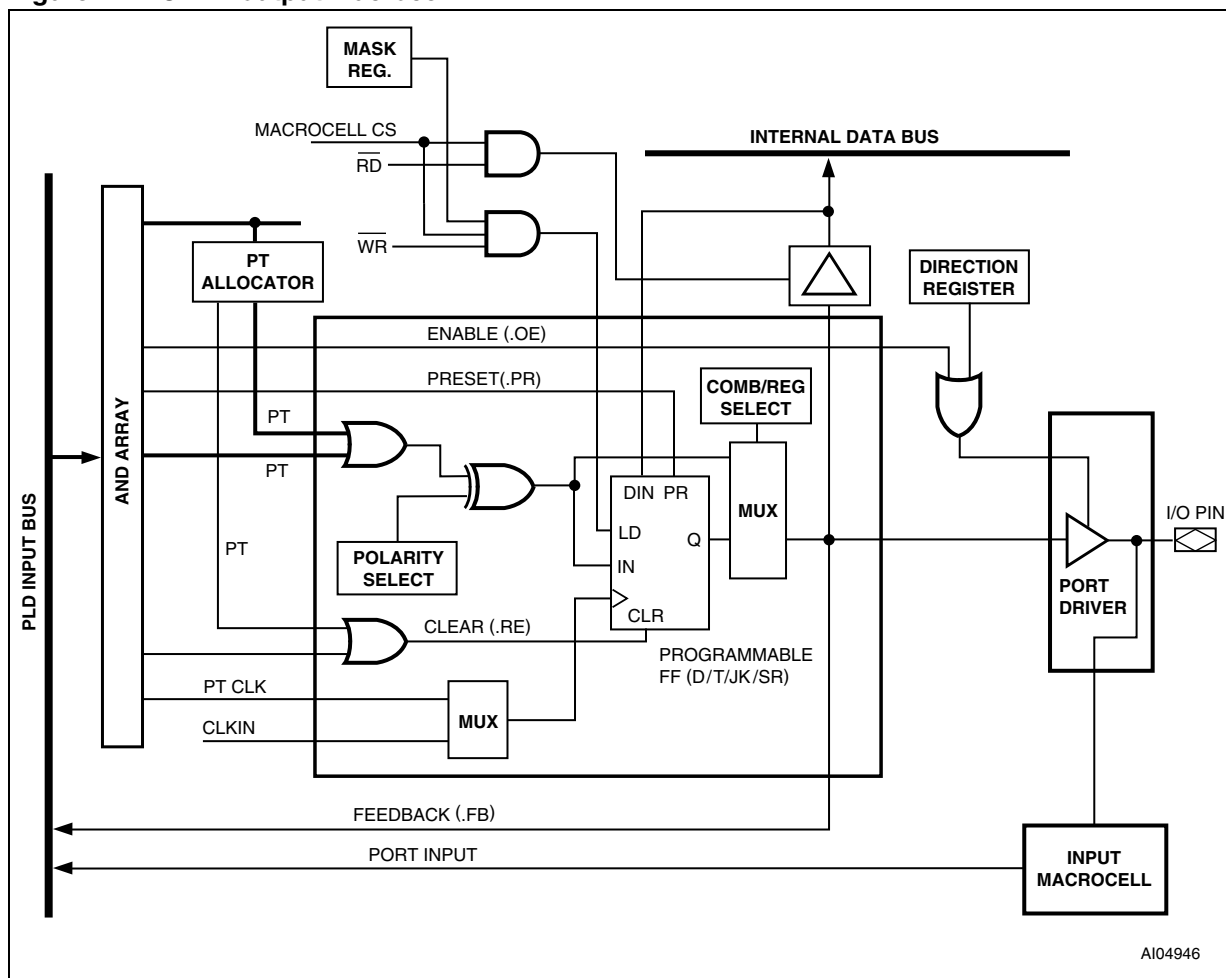 MASK
REG.
MACROCELL CS
INTERNAL DATA BUS
RD
WR
PT
ALLOCATOR
DIRECTION
REGISTER
ENABLE (.OE)
PRESET(.PR)
COMB/REG
SELECT
PT
PT
AND ARRAY
PLD INPUT BUS
DIN PR
MUX
LD
Q
IN
I/O PIN
POLARITY
SELECT
PT
PORT
DRIVER
CLR
CLEAR (.RE)
PROGRAMMABLE
FF (D/T/JK/SR)
PT CLK
MUX
CLKIN
FEEDBACK (.FB)
PORT INPUT
INPUT
MACROCELL
AI04946